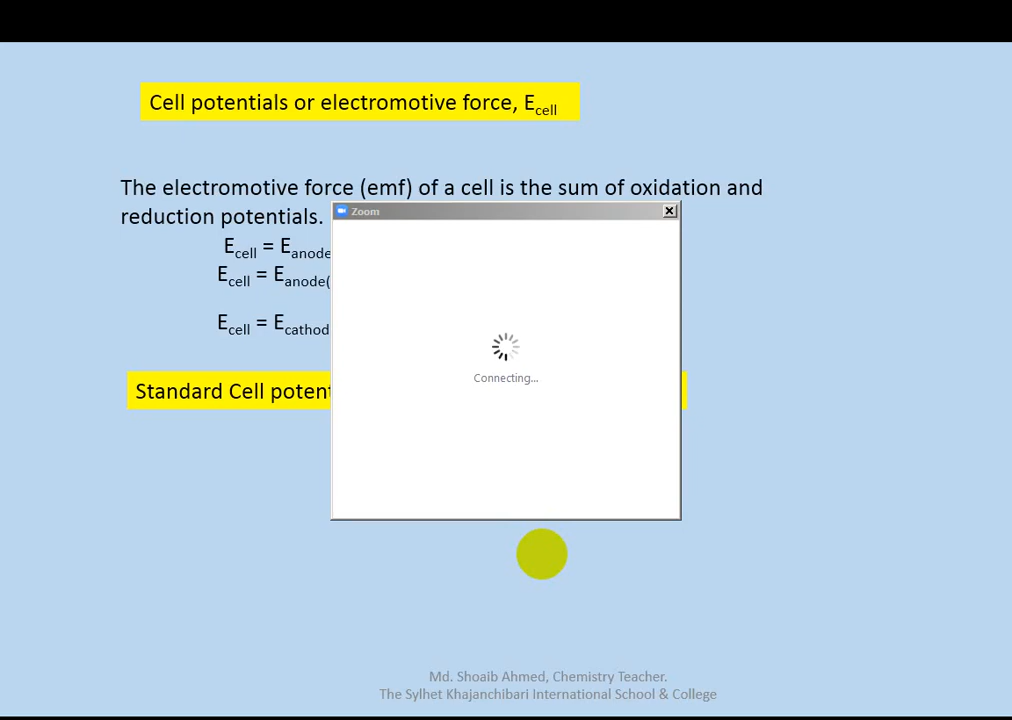 Cell potentials or electromotive force, Ecell
The electromotive force (emf) of a cell is the sum of oxidation and
reduction potentials.
Zoom
Ecell = Eanode
Ecell = Eanode(
Ecell = Ecathod
Connecting...
Standard Cell potent
Md. Shoaib Ahmed, Chemistry Teacher.
The Sylhet Khajanchibari International School & College